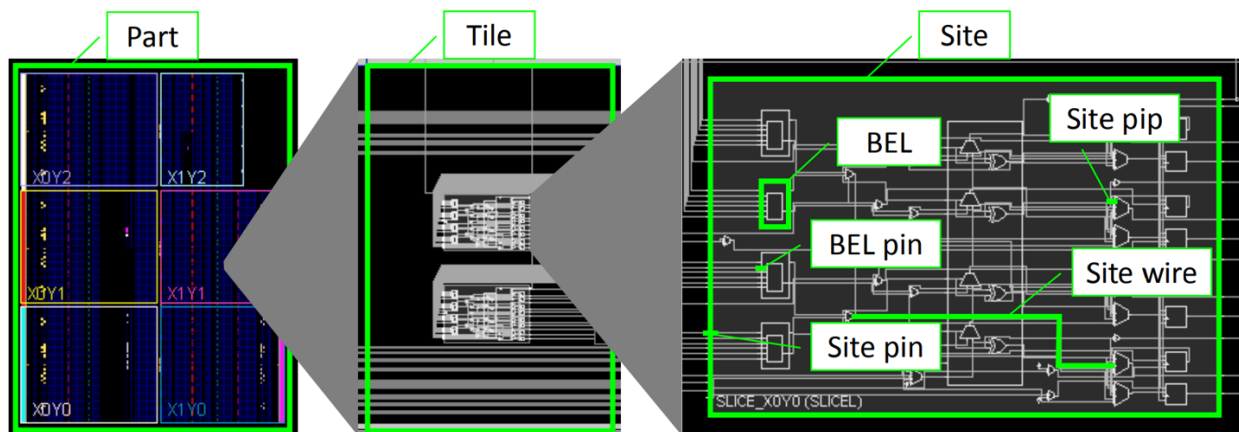 Part
Tile
Site
X0Y2
X1Y2
X0Y1
X1Y1
X0Y0
X1Y0
BEL
Site pip
BEL pin
Site wire
Site pin
SLICE_X0Y0 (SLICEL)